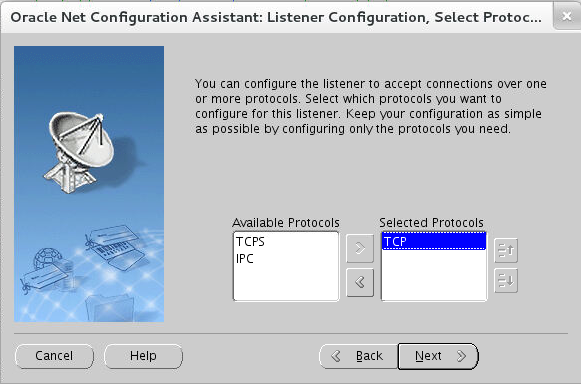 Oracle Net Configuration Assistant: Listener Configuration, Select Protoc...
You can configure the listener to accept connections over one
or more protocols. Select which protocols you want to
configure for this listener. Keep your configuration as simple
as possible by configuring only the protocols you need.
Available Protocols
TCPS
IPC
Selected Protocols
TCP
Cancel
Help
Back
Next